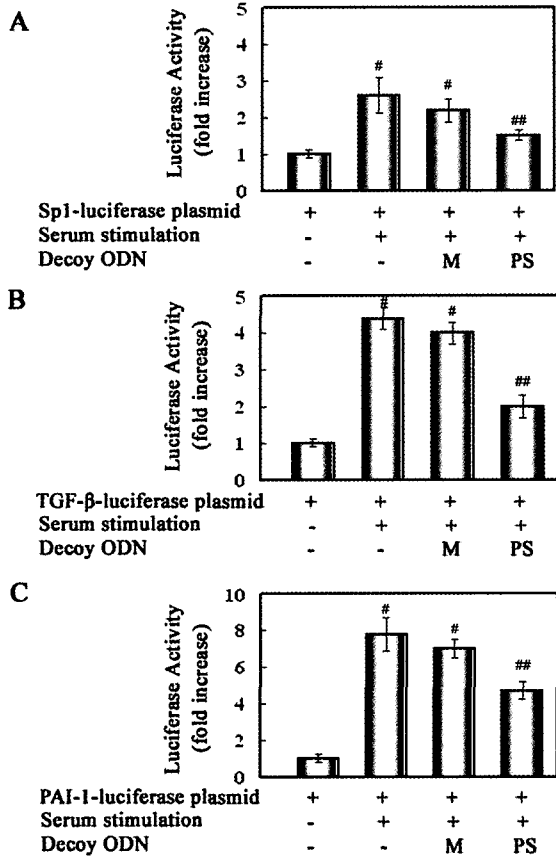 A
Luciferase Activity
(fold increase)
5
4
3
2
1
0
# # ##
Sp1-luciferase plasmid + + + +
Serum stimulation - + + +
Decoy ODN - - M PS
B
Luciferase Activity
(fold increase)
5
4
3
2
1
0
# # ##
TGF-β-luciferase plasmid + + + +
Serum stimulation - + + +
Decoy ODN - - M PS
C
Luciferase Activity
(fold increase)
10
8
6
4
2
0
# # ##
PAI-1-luciferase plasmid + + + +
Serum stimulation - + + +
Decoy ODN - - M PS